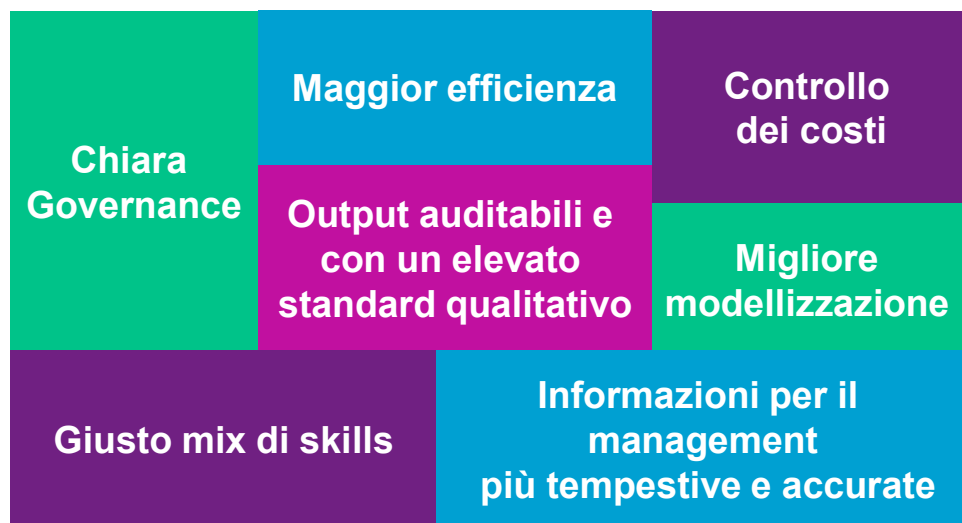 Chiara
Governance
Maggior efficienza
Output auditabili e
con un elevato
standard qualitativo
Controllo
dei costi
Migliore
modellizzazione
Giusto mix di skills
Informazioni per il
management
più tempestive e accurate